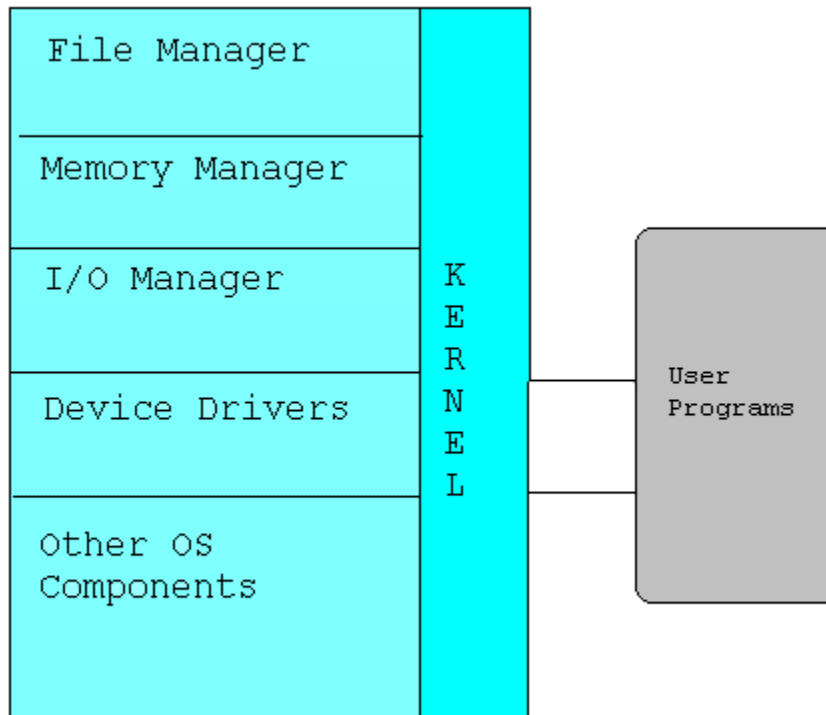 File Manager
Memory Manager
I/O Manager
Device Drivers
Other OS
Components
K
E
R
N
E
L
User
Programs